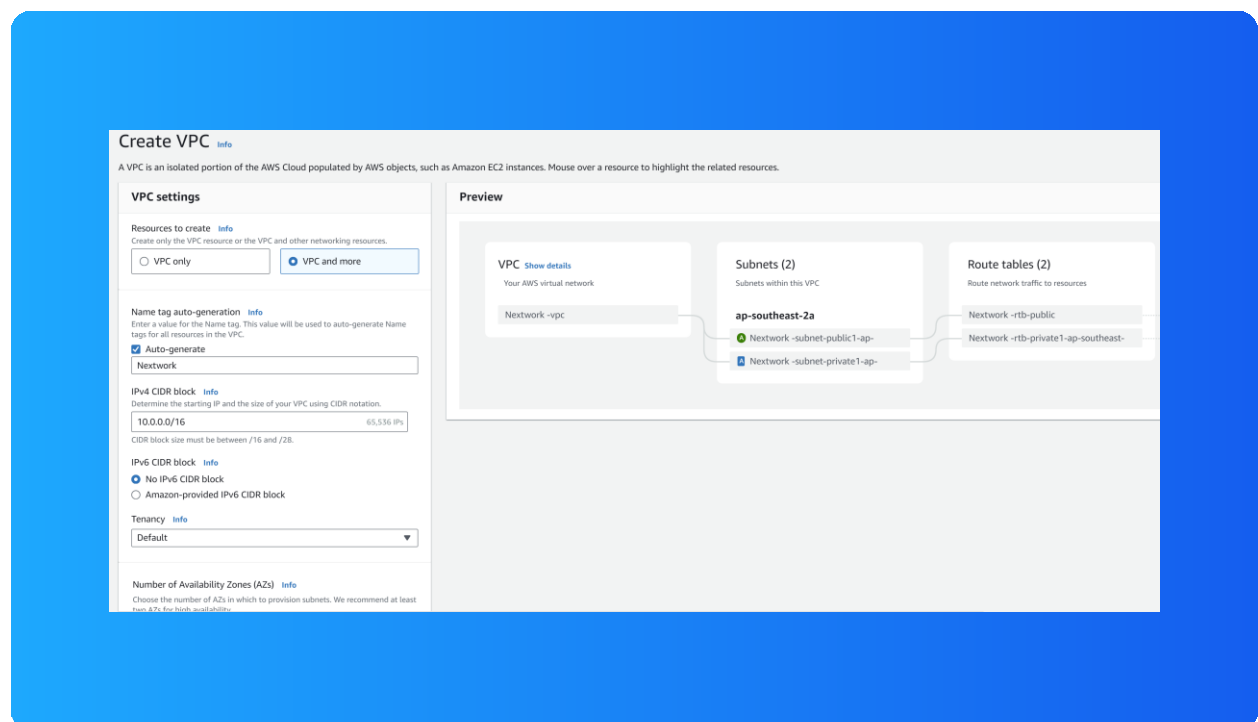 Create VPC Info
A VPC is an isolated portion of the AWS Cloud populated by AWS objects, such as Amazon EC2 instances. Mouse over a resource to highlight the related resources.
VPC settings
Resources to create Info
Create only the VPC resource or the VPC and other networking resources.
VPC only
VPC and more
Name tag auto-generation Info
Enter a value for the Name tag. This value will be used to auto-generate Name
tags for all resources in the VPC.
Auto-generate
Nextwork
IPv4 CIDR block Info
Determine the starting IP and the size of your VPC using CIDR notation.
10.0.0.0/16 65,536 IPs
CIDR block size must be between /16 and /28.
IPv6 CIDR block Info
No IPv6 CIDR block
Amazon-provided IPv6 CIDR block
Tenancy Info
Default
Number of Availability Zones (AZs) Info
Choose the number of AZs in which to provision subnets. We recommend at least
two AZs for high availability.
Preview
VPC Show details
Your AWS virtual network
Nextwork -vpc
Subnets (2)
Subnets within this VPC
ap-southeast-2a
A Nextwork -subnet-public1-ap-
A Nextwork -subnet-private1-ap-
Route tables (2)
Route network traffic to resources
Nextwork -rtb-public
Nextwork -rtb-private1-ap-southeast-